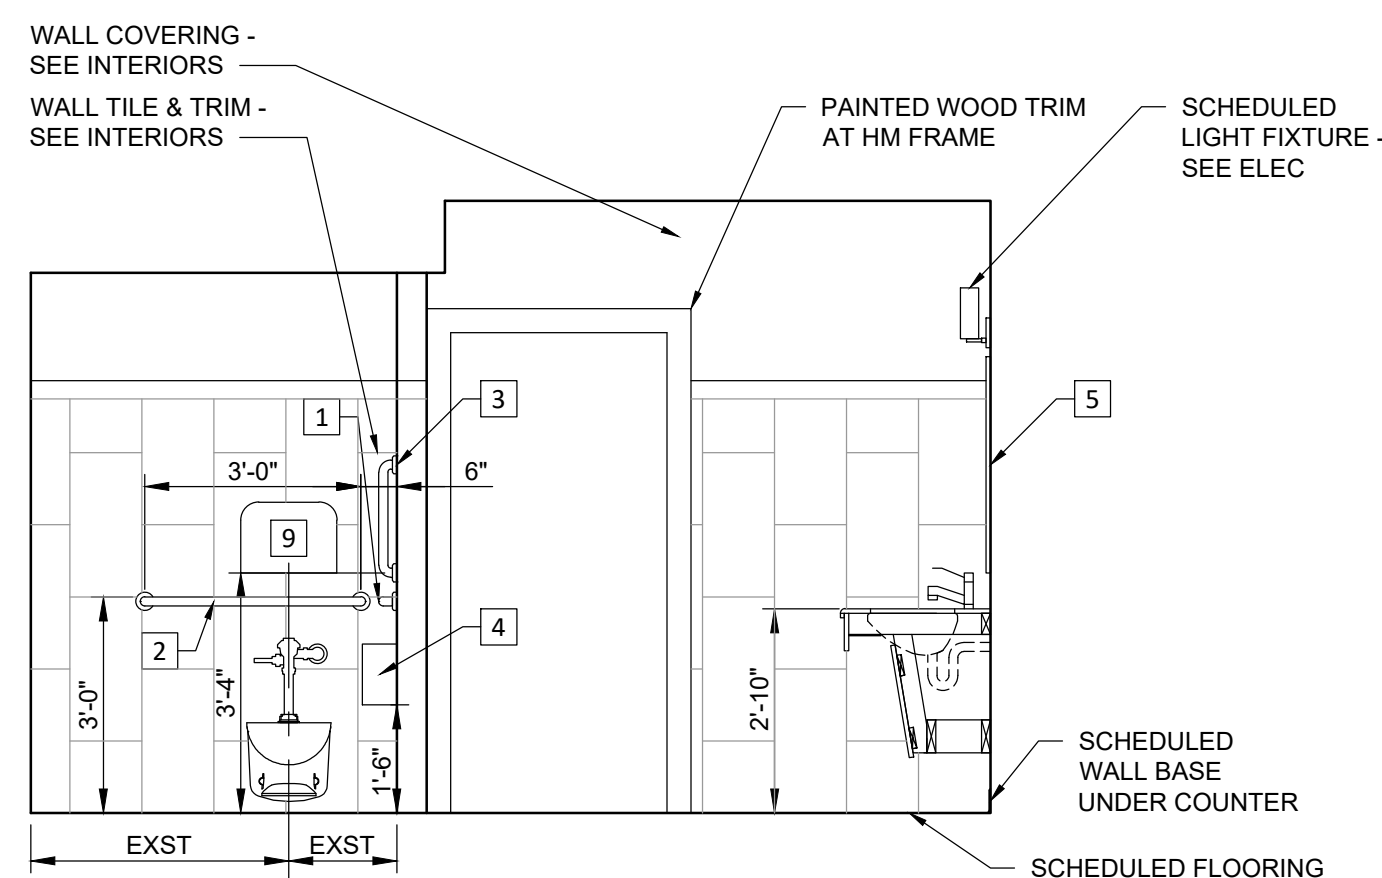 WALL COVERING -
SEE INTERIORS
WALL TILE & TRIM -
SEE INTERIORS
PAINTED WOOD TRIM
AT HM FRAME
SCHEDULED
LIGHT FIXTURE -
SEE ELEC
1
3
5
3'-0"
6"
9
2
4
3'-0"
3'-4"
1'-6"
2'-10"
SCHEDULED
WALL BASE
UNDER COUNTER
EXST
EXST
SCHEDULED FLOORING